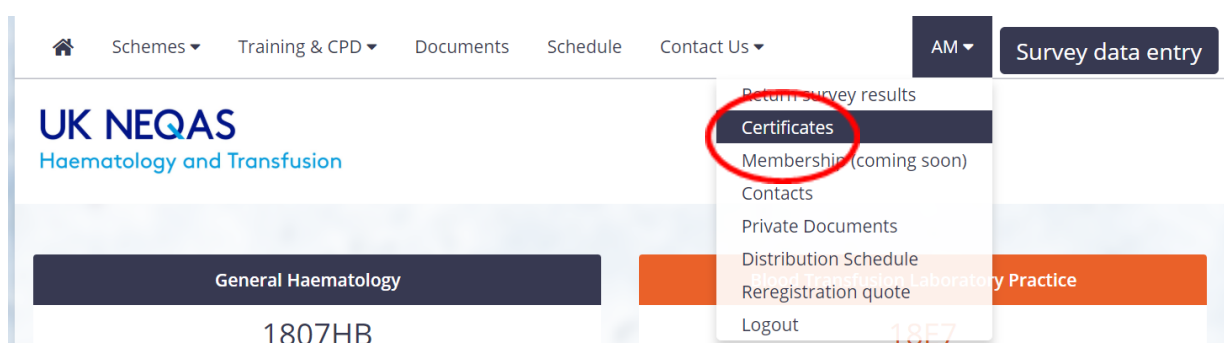 Schemes Training & CPD Documents Schedule Contact Us AM Survey data entry
Return survey results
UK NEQAS
Haematology and Transfusion
Certificates
Membership (coming soon)
Contacts
Private Documents
Distribution Schedule
Reregistration quote
Logout
General Haematology
1807HB
Blood Transfusion Laboratory Practice
18E7